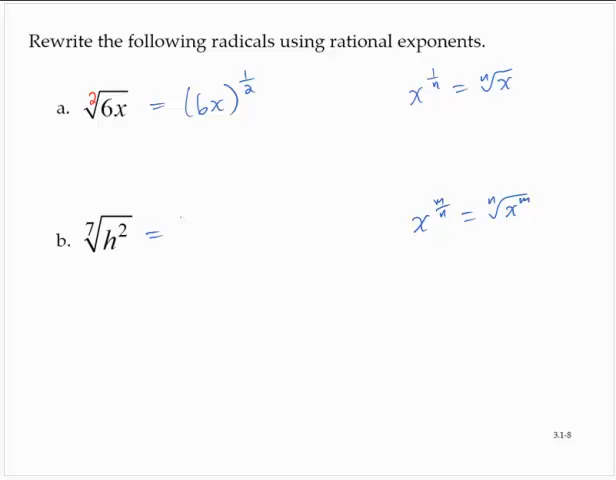 Rewrite the following radicals using rational exponents.
a. ²√6x = (6x)^(1/2)    x^(1/n) = ⁿ√x
b. ⁷√h² =    x^(m/n) = ⁿ√x^m
3.1-8